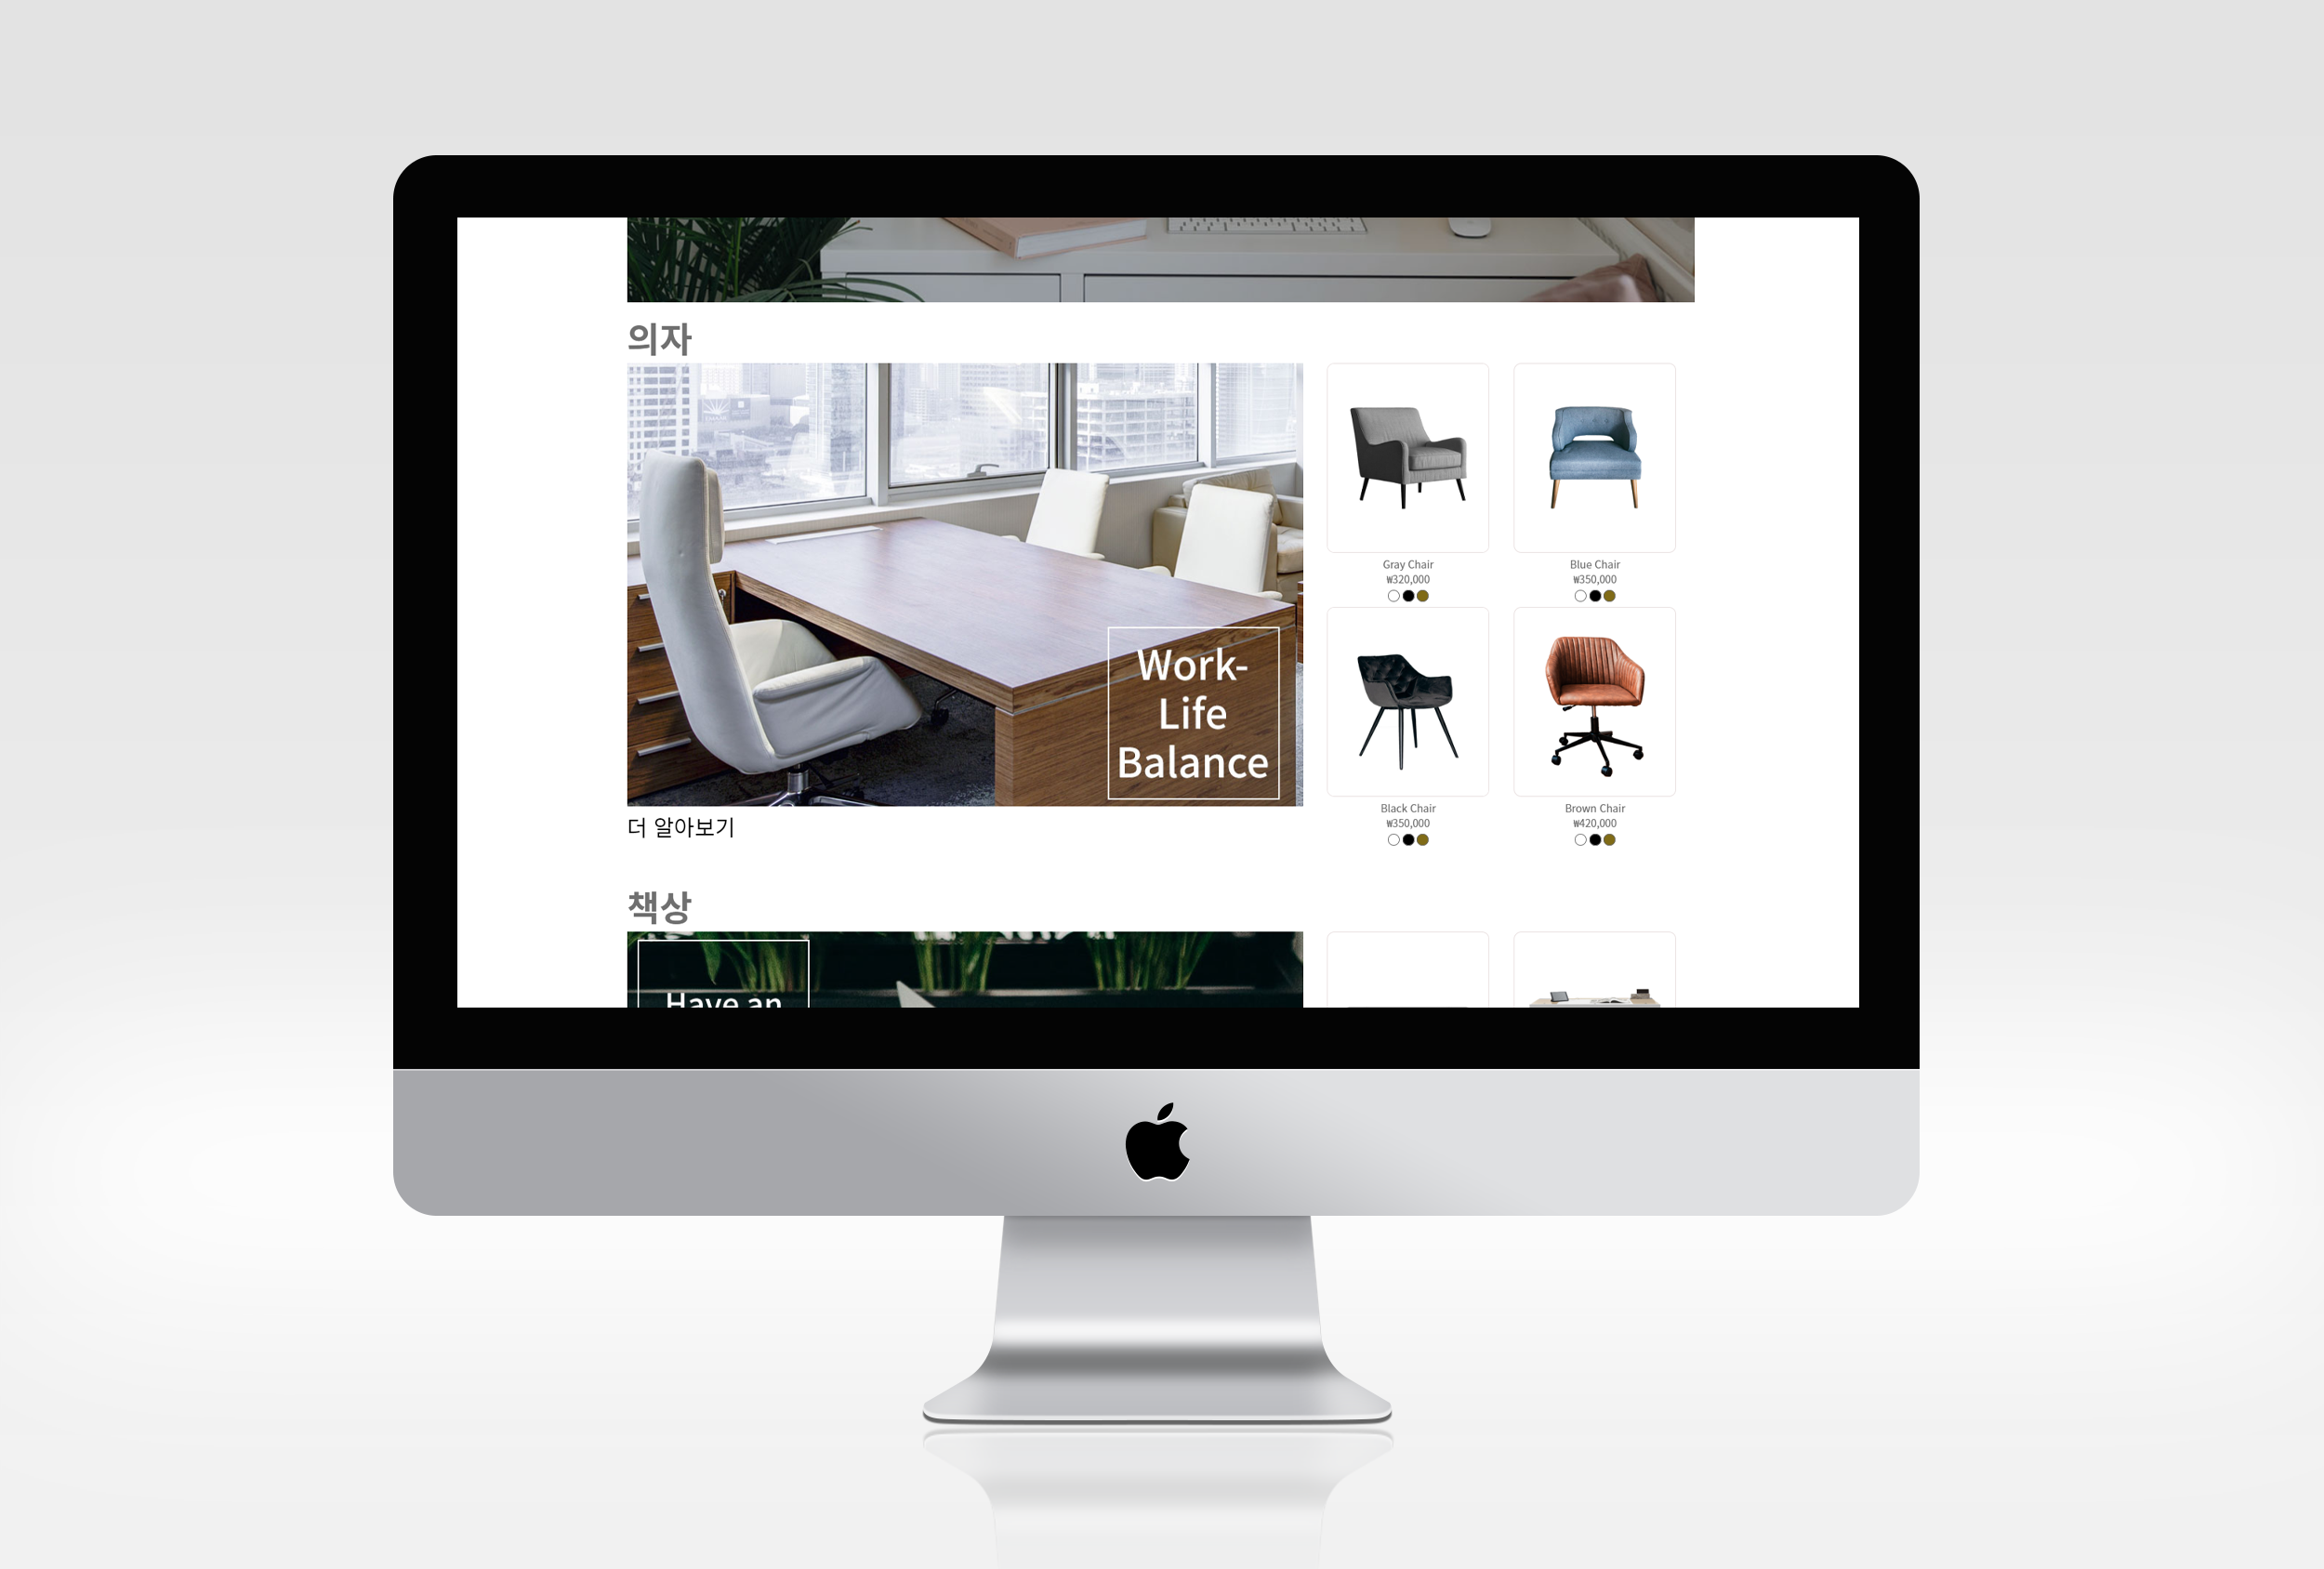 의자
Work-
Life
Balance
더 알아보기
Gray Chair
₩320,000
Blue Chair
₩350,000
Black Chair
₩350,000
Brown Chair
₩420,000
책상
Have an